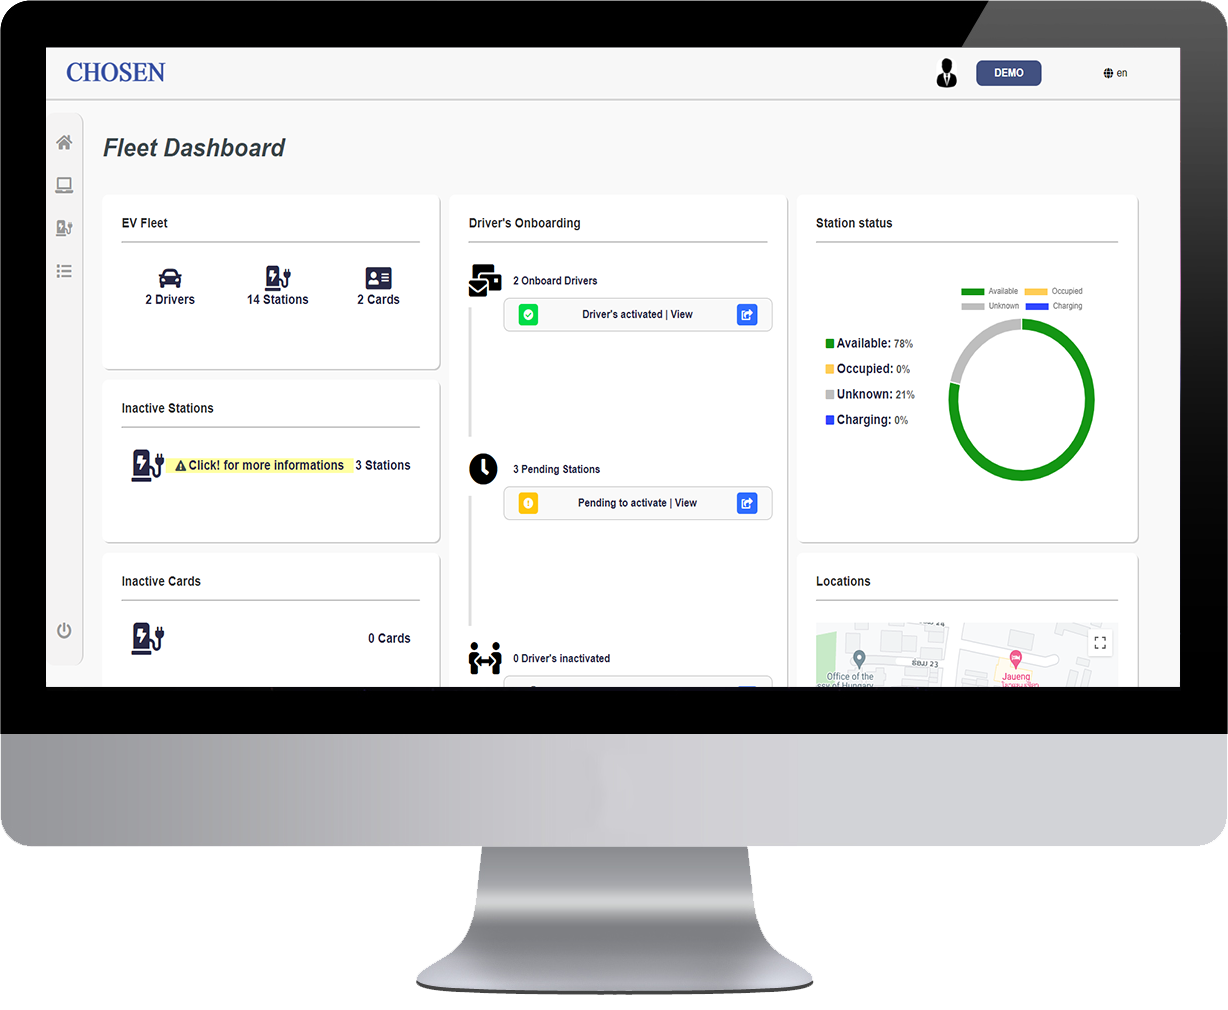 CHOSEN
DEMO
en
Fleet Dashboard
EV Fleet
2 Drivers
14 Stations
2 Cards
Inactive Stations
Click! for more informations
3 Stations
Inactive Cards
0 Cards
Driver's Onboarding
2 Onboard Drivers
Driver's activated | View
3 Pending Stations
Pending to activate | View
0 Driver's inactivated
Station status
Available
Occupied
Unknown
Charging
Available: 78%
Occupied: 0%
Unknown: 21%
Charging: 0%
Locations
ซอย 23
Office of the
Jaueng